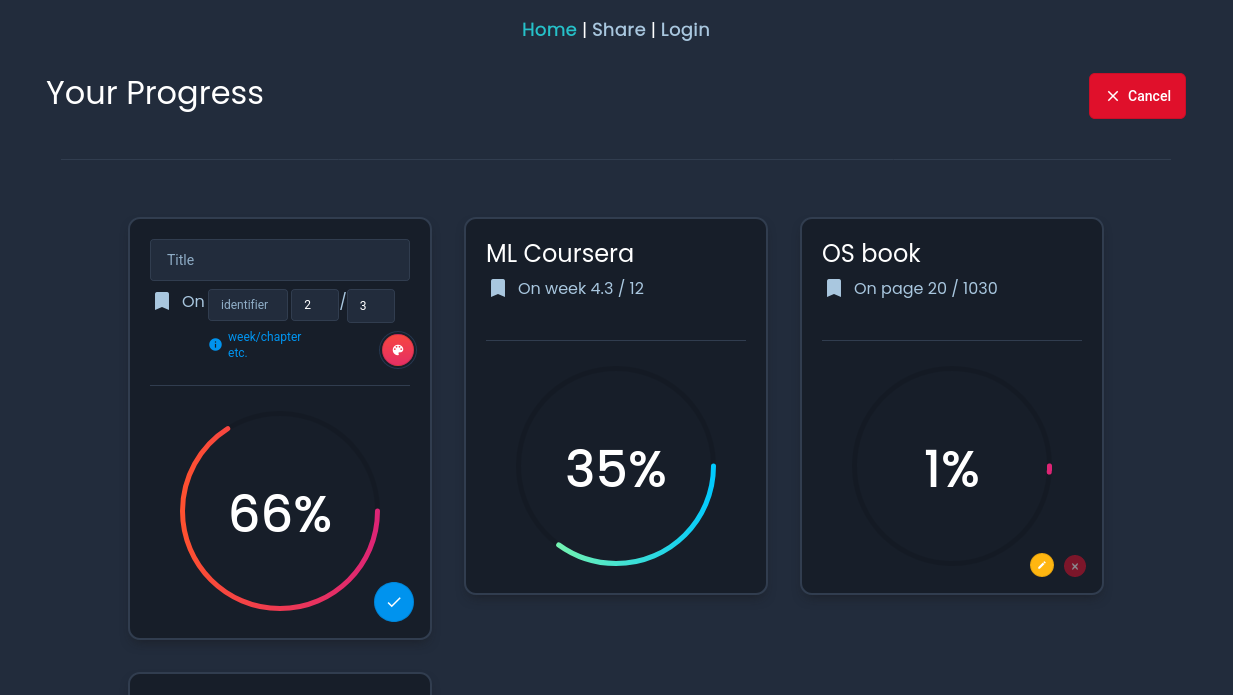 Home | Share | Login
Your Progress
Cancel
Title
On identifier 2 / 3
week/chapter
etc.
66%
ML Coursera
On week 4.3 / 12
35%
OS book
On page 20 / 1030
1%